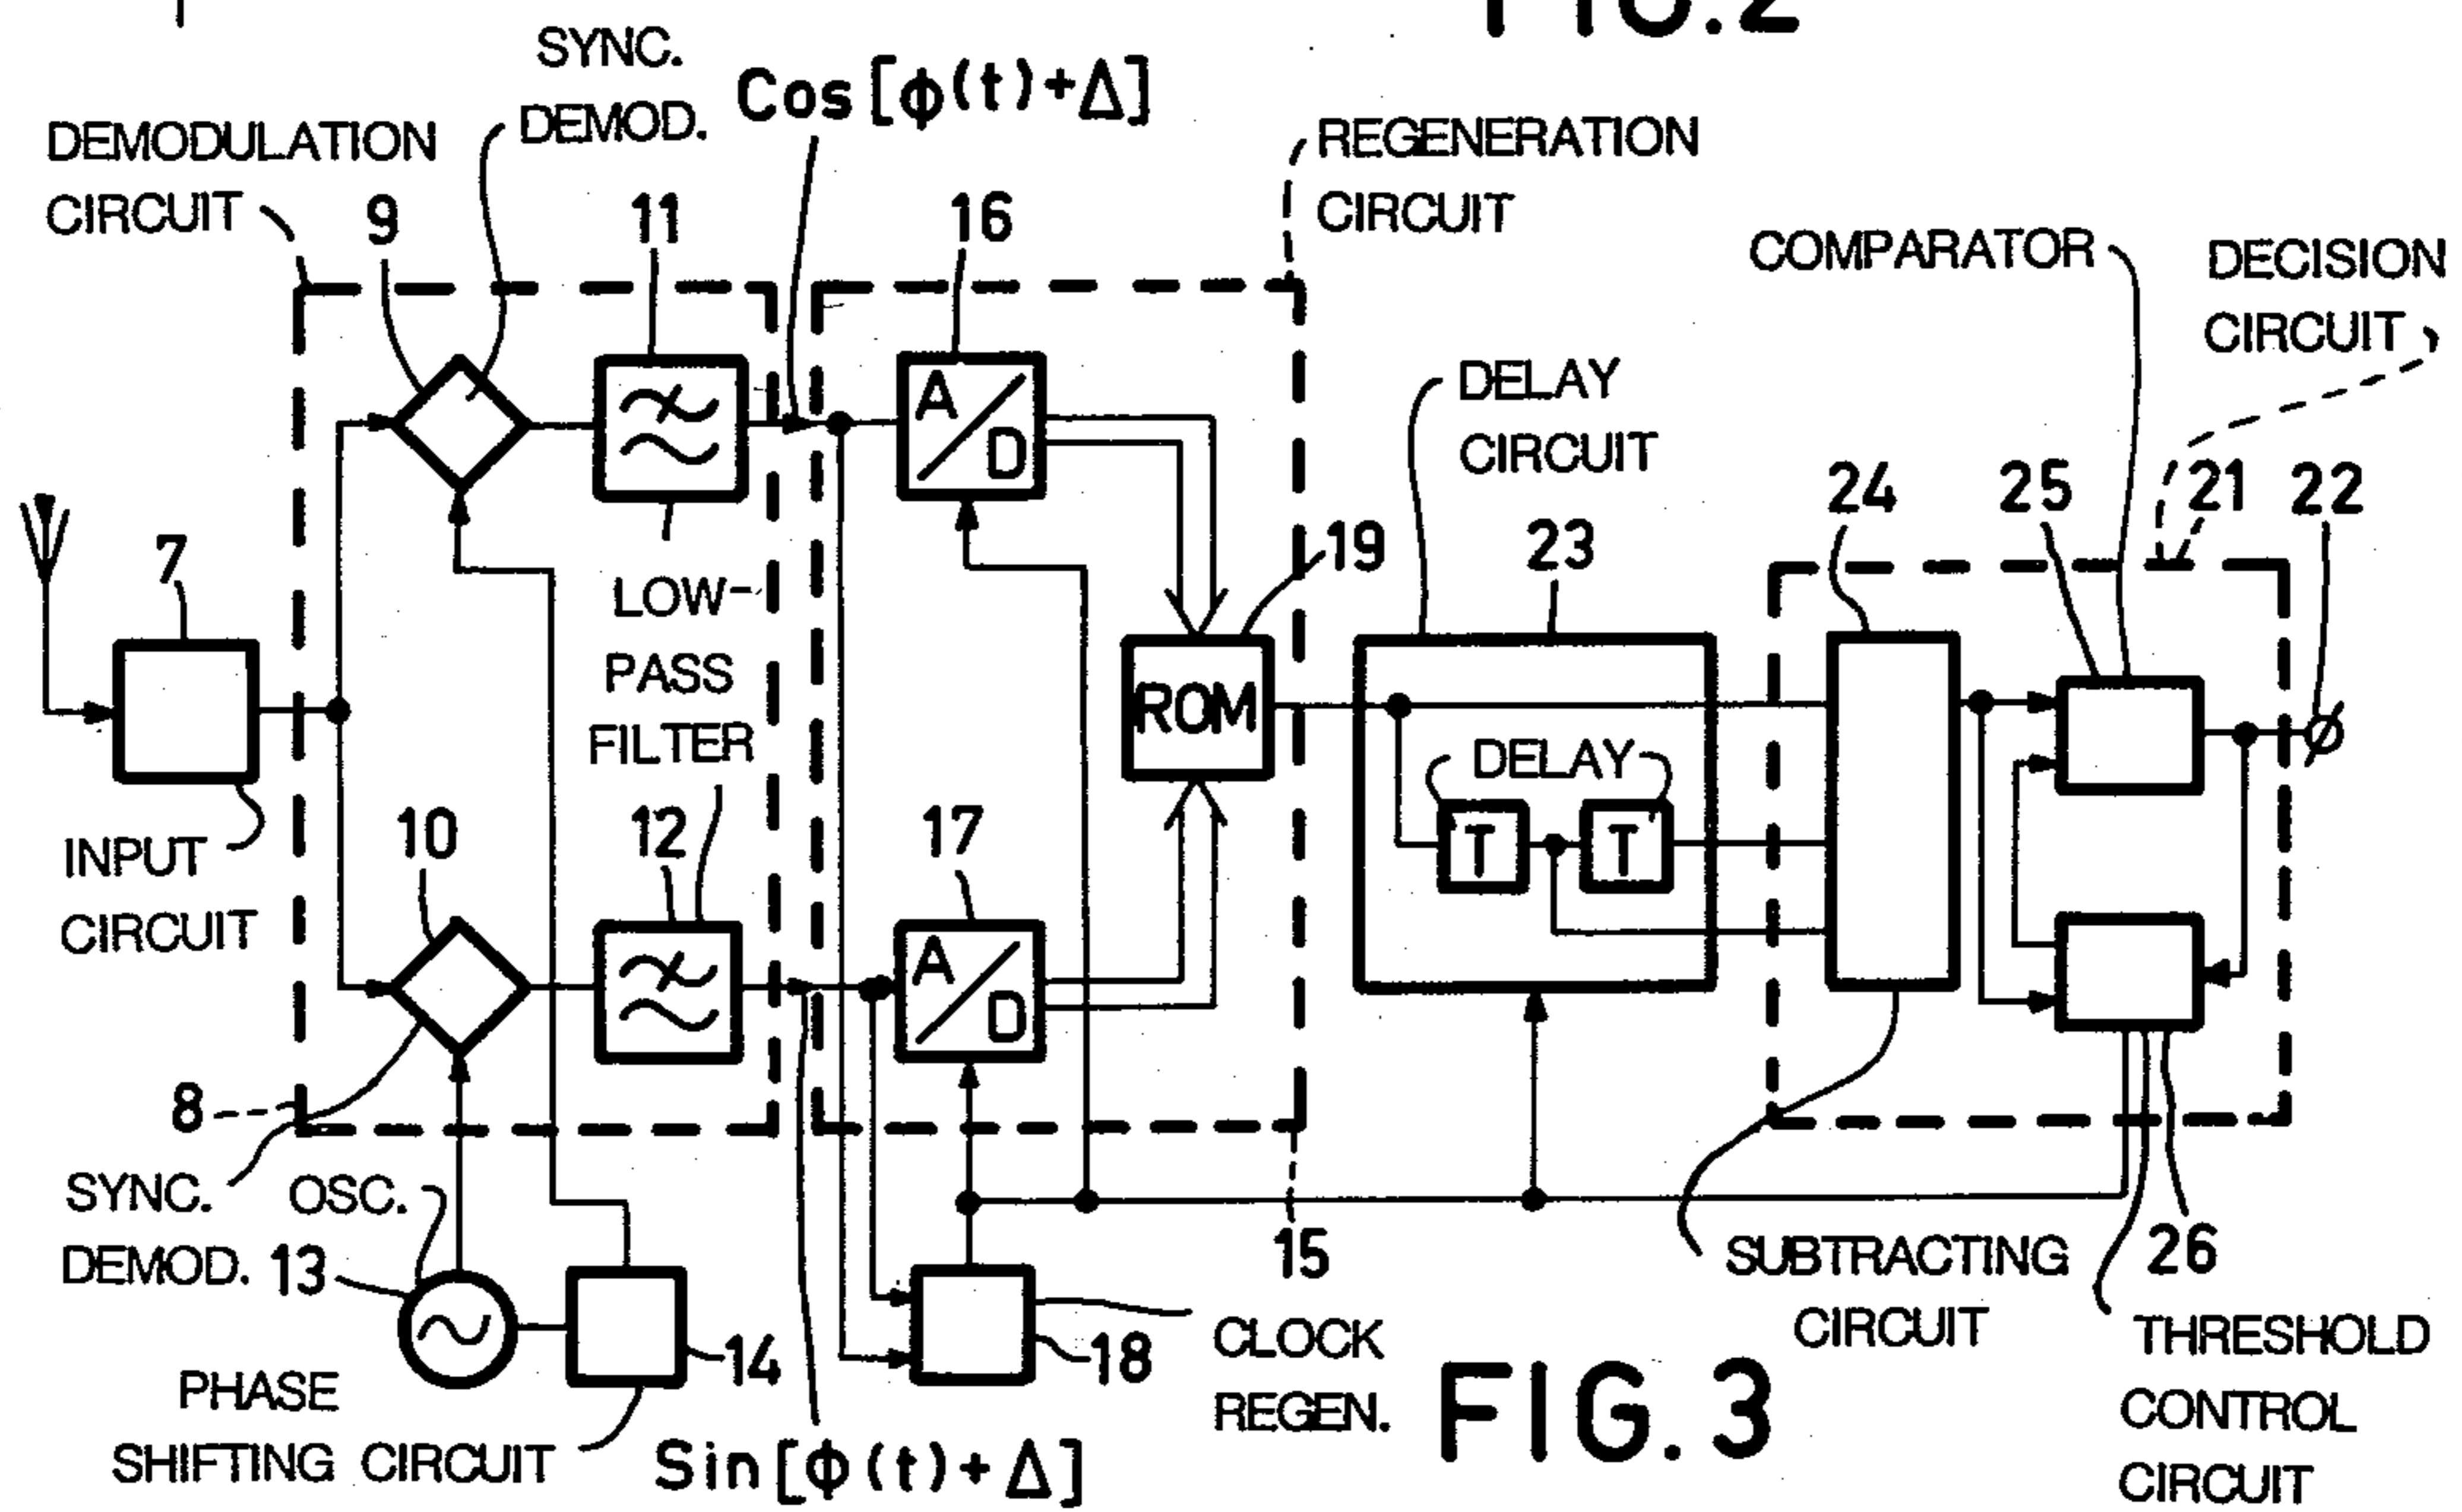 FIG.2
SYNC.
DEMOD.
Cos[ϕ(t)+Δ]
DEMODULATION
CIRCUIT
REGENERATION
CIRCUIT
COMPARATOR
DECISION
CIRCUIT
9
11
16
A
D
DELAY
CIRCUIT
24
25
21
22
7
LOW-
PASS
FILTER
19
23
ROM
DELAY
T
T
INPUT
CIRCUIT
10
12
17
A
D
8
SYNC.
DEMOD.
OSC.
13
15
SUBTRACTING
CIRCUIT
26
14
18
CLOCK
REGEN.
THRESHOLD
CONTROL
CIRCUIT
PHASE
SHIFTING CIRCUIT
Sin[ϕ(t)+Δ]
FIG.3